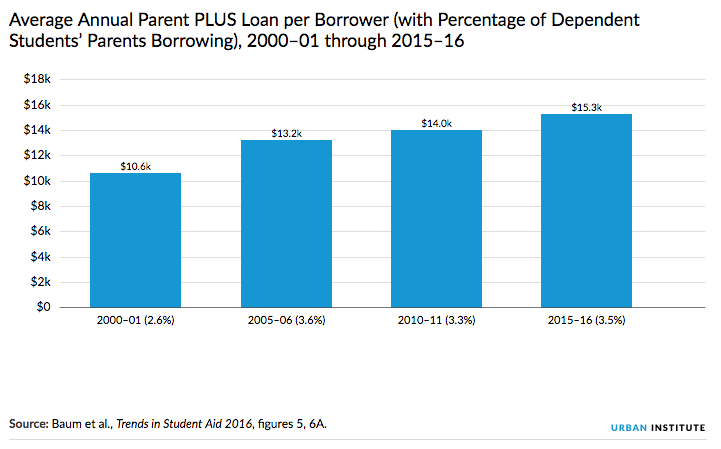 Average Annual Parent PLUS Loan per Borrower (with Percentage of Dependent
Students’ Parents Borrowing), 2000–01 through 2015–16
$18k
$16k
$14k
$12k
$10k
$8k
$6k
$4k
$2k
$0
$10.6k
$13.2k
$14.0k
$15.3k
2000–01 (2.6%)
2005–06 (3.6%)
2010–11 (3.3%)
2015–16 (3.5%)
Source: Baum et al., Trends in Student Aid 2016, figures 5, 6A.
URBAN INSTITUTE